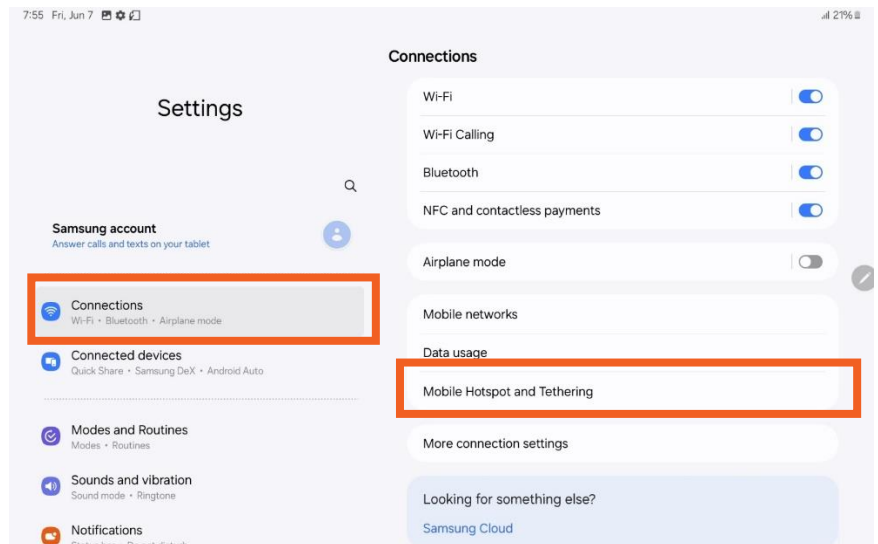 7:55 Fri, Jun 7
21%
Settings
Samsung account
Answer calls and texts on your tablet
Connections
Wi-Fi • Bluetooth • Airplane mode
Connected devices
Quick Share • Samsung DeX • Android Auto
Modes and Routines
Modes • Routines
Sounds and vibration
Sound mode • Ringtone
Notifications
Connections
Wi-Fi
Wi-Fi Calling
Bluetooth
NFC and contactless payments
Airplane mode
Mobile networks
Data usage
Mobile Hotspot and Tethering
More connection settings
Looking for something else?
Samsung Cloud